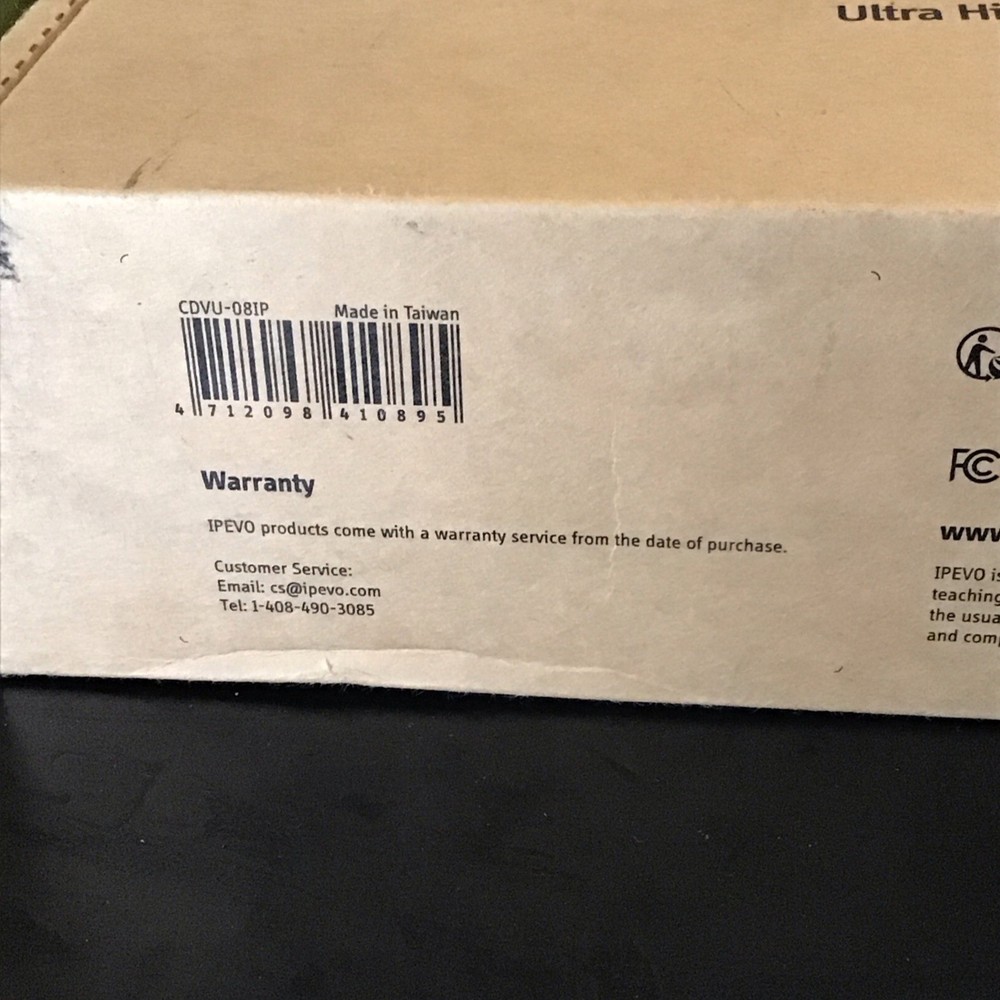 Ultra Hi
CDVU-08IP Made in Taiwan
4 712098 410895
Warranty
IPEVO products come with a warranty service from the date of purchase.
Customer Service:
Email: cs@ipevo.com
Tel: 1-408-490-3085
FC
www
IPEVO is
teaching
the usua
and comp